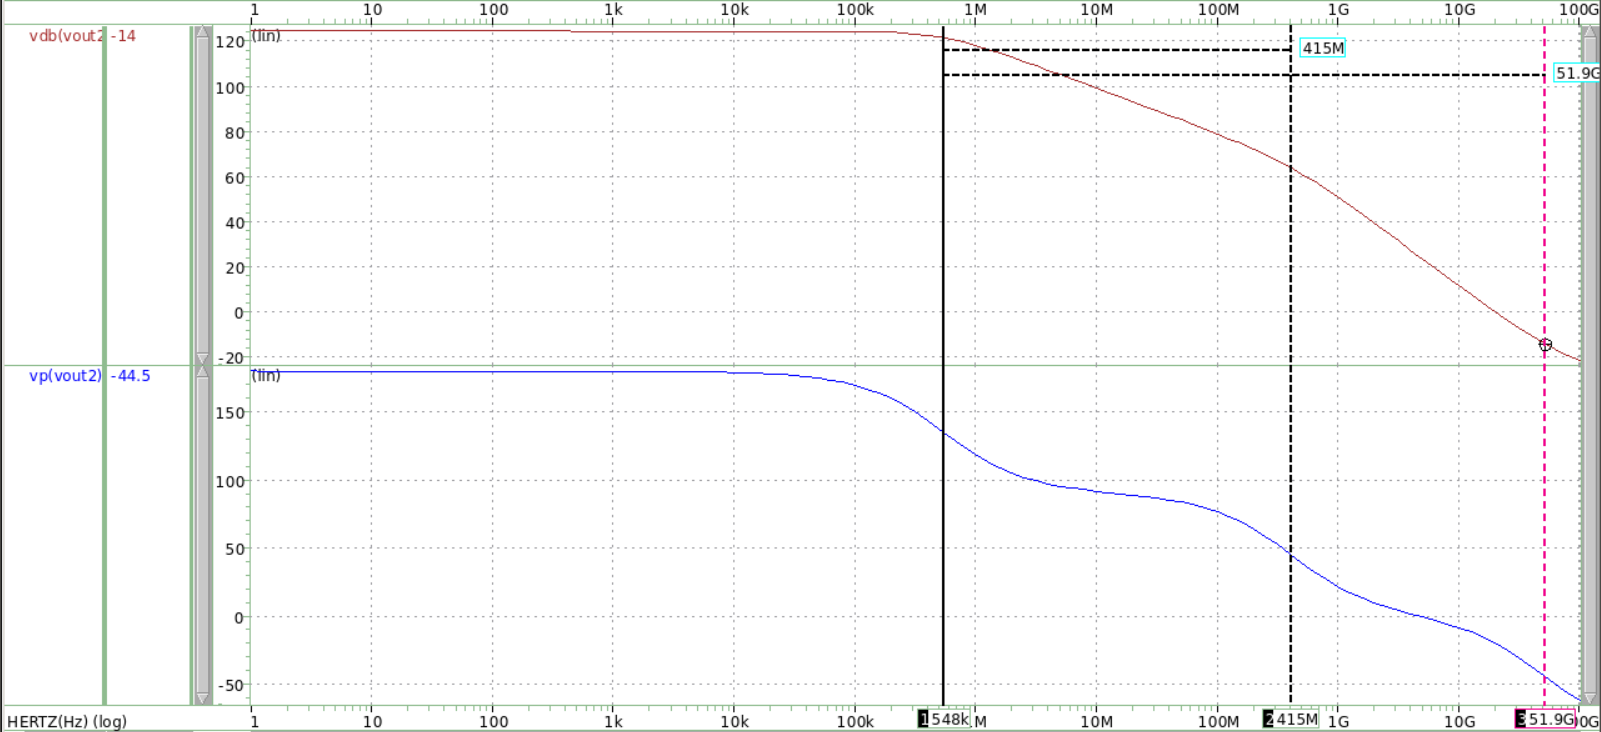 1 10 100 1k 10k 100k 1M 10M 100M 1G 10G 100G
vdb(vout2 -14
(lin)
120
415M
51.9G
100
80
60
40
20
0
-20
vp(vout2) -44.5
(lin)
150
100
50
0
-50
HERTZ(Hz) (log) 1 10 100 1k 10k 100k 1 548k 1M 10M 100M 2 415M 1G 10G 3 51.9G 0G